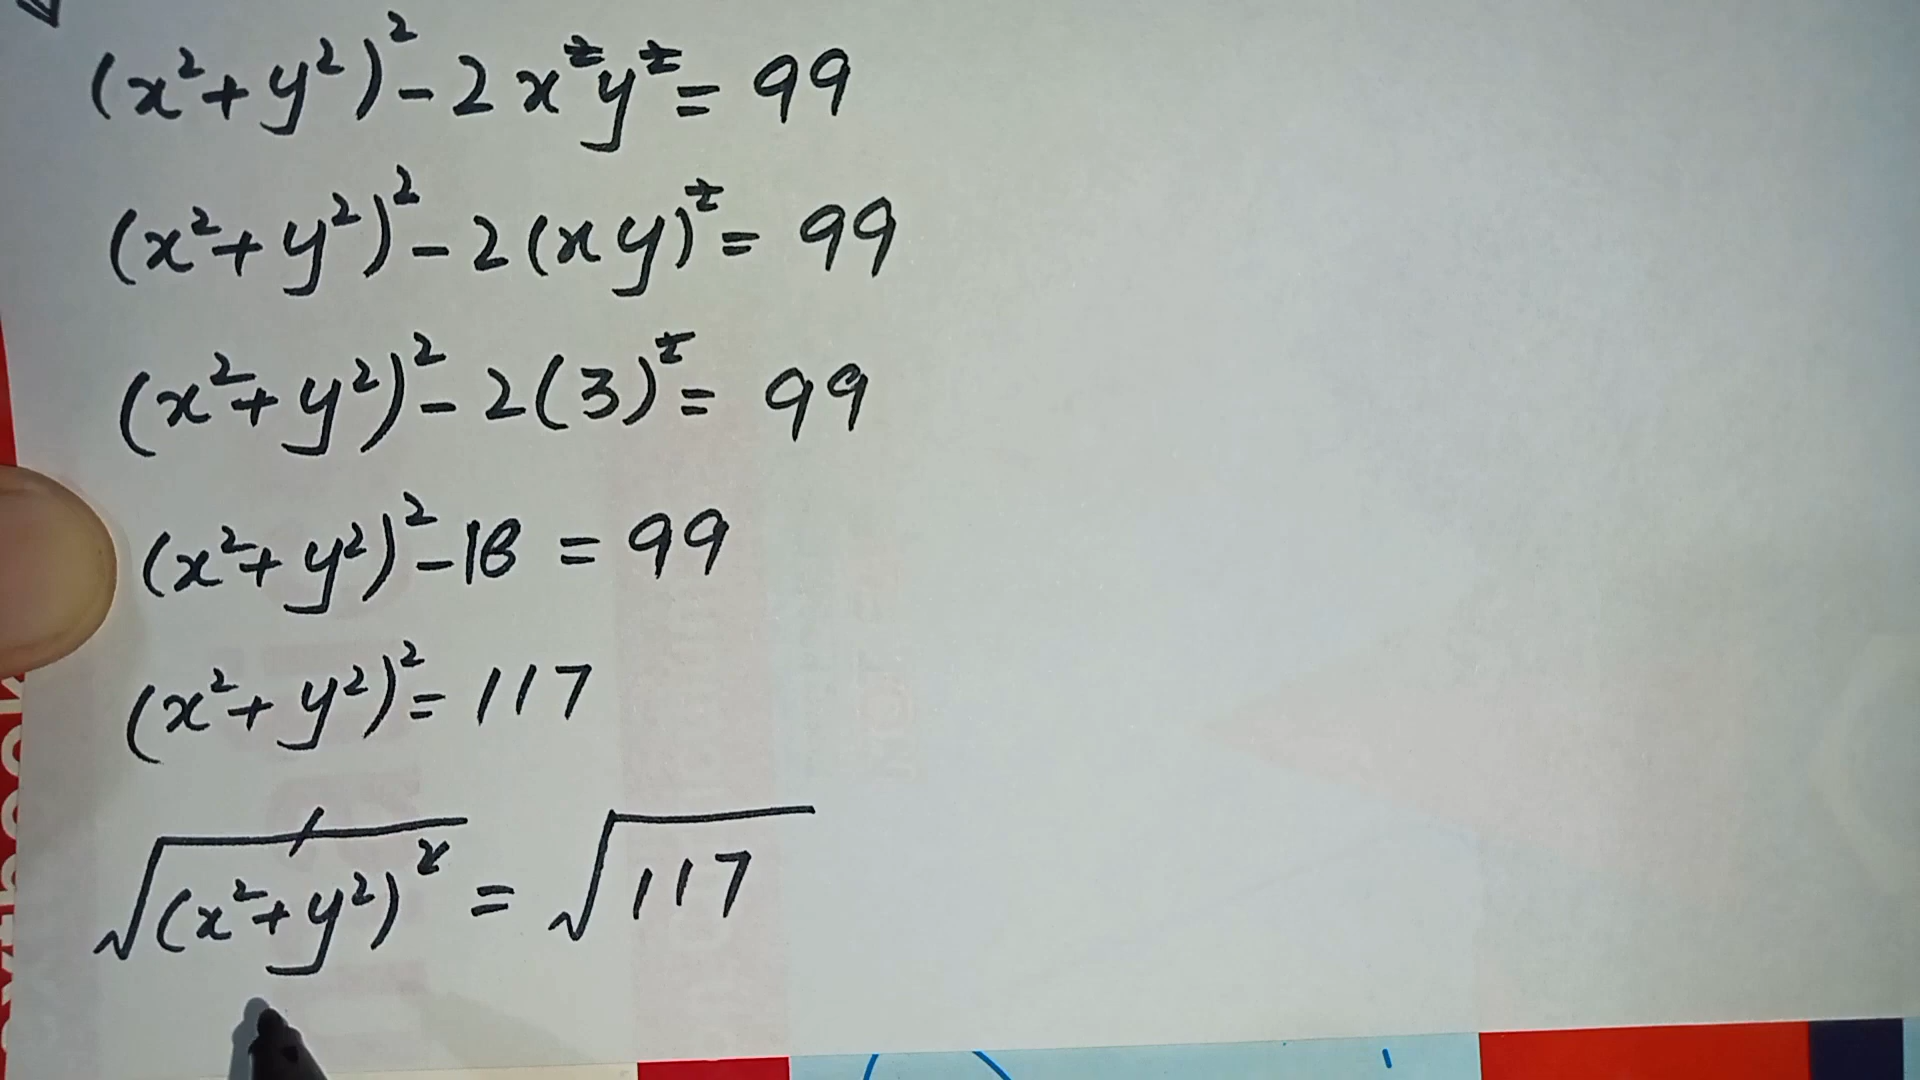 (x²+y²)²-2x²y²=99
(x²+y²)²-2(xy)²=99
(x²+y²)²-2(3)²=99
(x²+y²)²-18=99
(x²+y²)²=117
√(x²+y²)²=√117